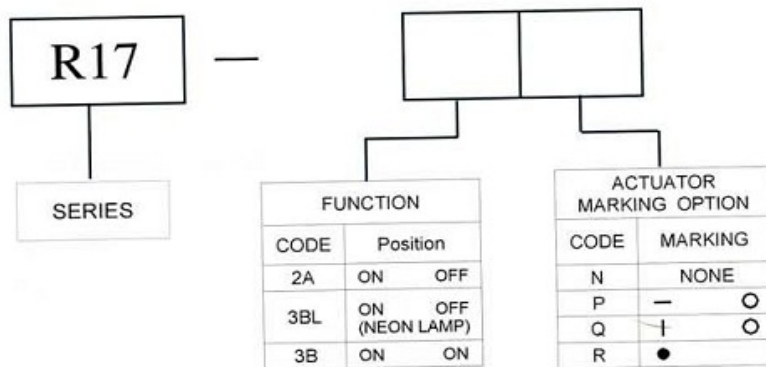 R17 —
SERIES
FUNCTION
CODE Position
2A ON OFF
3BL ON OFF
(NEON LAMP)
3B ON ON
ACTUATOR
MARKING OPTION
CODE MARKING
N NONE
P — O
Q | O
R ●